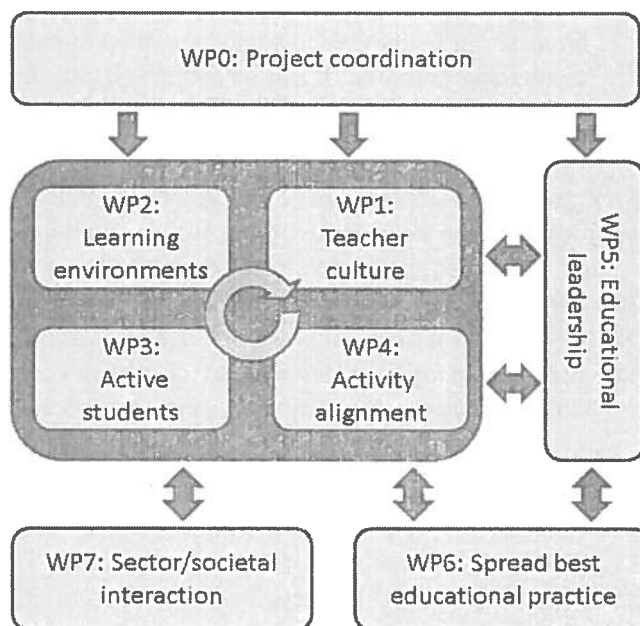 WP0: Project coordination
WP2:
Learning
environments
WP1:
Teacher
culture
WP3:
Active
students
WP4:
Activity
alignment
WP5: Educational
leadership
WP7: Sector/societal
interaction
WP6: Spread best
educational practice